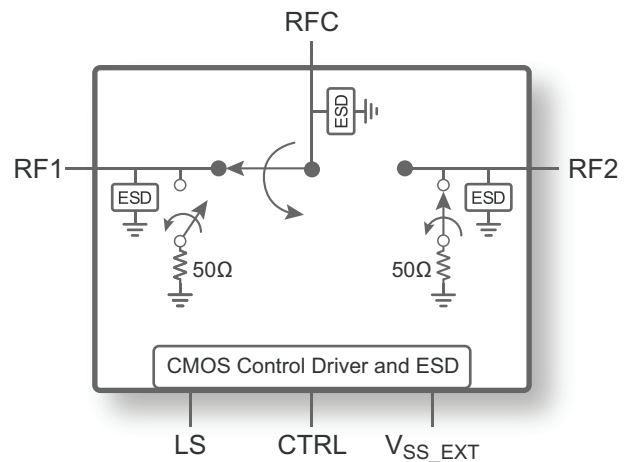 RFC
ESD
RF1
RF2
ESD
ESD
50Ω
50Ω
CMOS Control Driver and ESD
LS
CTRL
VSS_EXT